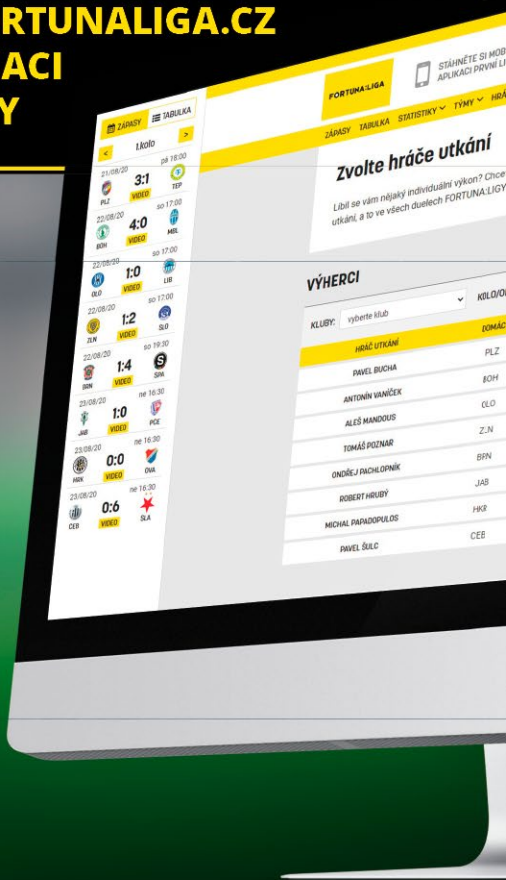 RTUNALIGA.CZ
ACI
Y
ZÁPASY
TABULKA
<
1.kolo
>
21/08/20
pá 18:00
3:1
VIDEO
PLZ
TEP
22/08/20
so 17:00
4:0
VIDEO
BOH
MBL
22/08/20
so 17:00
1:0
VIDEO
OLO
LIB
22/08/20
so 17:00
1:2
VIDEO
ZLN
SLO
22/08/20
so 19:30
1:4
VIDEO
BRN
SPA
23/08/20
ne 16:30
1:0
VIDEO
JAB
PCE
23/08/20
ne 16:30
0:0
VIDEO
HRK
OVA
23/08/20
ne 16:30
0:6
VIDEO
CEB
SLA
FORTUNA:LIGA
STÁHNĚTE SI MOB
APLIKACI PRVNÍ LI
ZÁPASY TABULKA STATISTIKY TÝMY HRÁ
Zvolte hráče utkání
Líbil se vám nějaký individuální výkon? Chce
utkání, a to ve všech duelech FORTUNA:LIGY
VÝHERCI
KLUBY: vyberte klub
KOLO/O
HRÁČ UTKÁNÍ
DOMÁC
PAVEL BUCHA
PLZ
ANTONÍN VANÍČEK
BOH
ALEŠ MANDOUS
OLO
TOMÁŠ POZNAR
ZLN
ONDŘEJ PACHLOPNÍK
BRN
ROBERT HRUBÝ
JAB
MICHAL PAPADOPULOS
HKR
PAVEL ŠULC
CEB